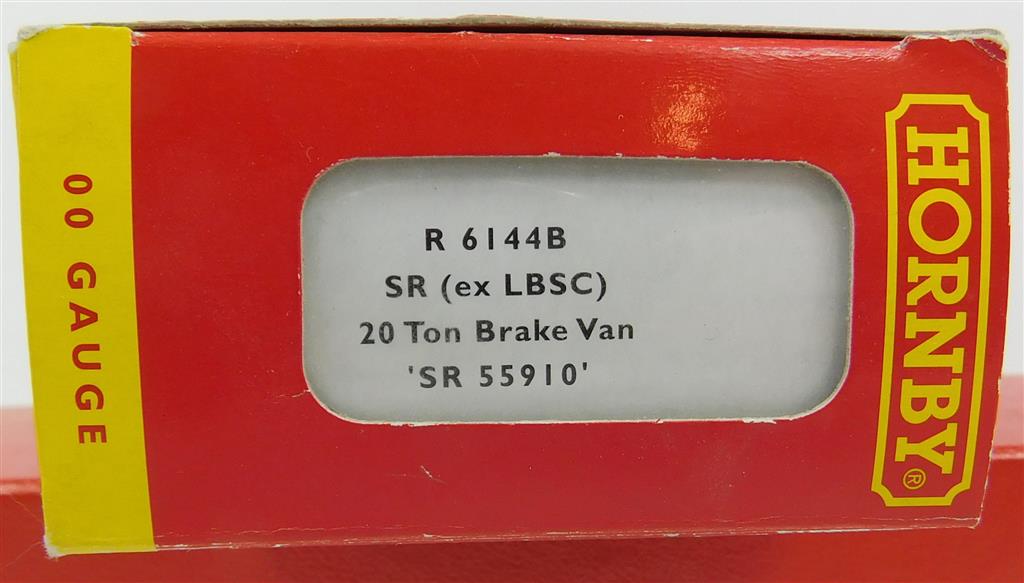 00 GAUGE
R 6144B
SR (ex LBSC)
20 Ton Brake Van
'SR 55910'
HORNBY®